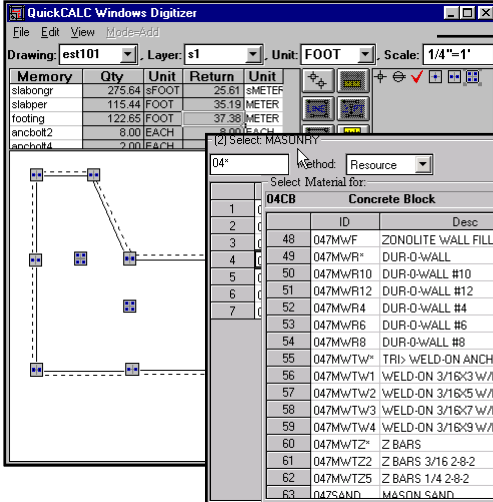 QuickCALC Windows Digitizer
File Edit View Mode=Add
Drawing: est101 , Layer: s1 , Unit: FOOT , Scale: 1/4"=1'
Memory Qty Unit Return Unit
slabongr 275.64 sFOOT 25.61 sMETER
slabper 115.44 FOOT 35.19 METER
footing 122.65 FOOT 37.38 METER
ancbolt2 8.00 EACH 8.00 EACH
ancbolt4 2.00 EACH
(2) Select: MASONRY
04* Method: Resource
Select Material for:
04CB Concrete Block
ID Desc
1
2
3
4
5
6
7
48 047MWF ZONOLITE WALL FILL
49 047MWR* DUR-O-WALL
50 047MWR10 DUR-O-WALL #10
51 047MWR12 DUR-O-WALL #12
52 047MWR4 DUR-O-WALL #4
53 047MWR6 DUR-O-WALL #6
54 047MWR8 DUR-O-WALL #8
55 047MWTW* TRI> WELD-ON ANCH
56 047MWTW1 WELD-ON 3/16X3 W/
57 047MWTW2 WELD-ON 3/16X5 W/
58 047MWTW3 WELD-ON 3/16X7 W/
59 047MWTW4 WELD-ON 3/16X9 W/
60 047MWTZ* Z BARS
61 047MWTZ2 Z BARS 3/16 2-8-2
62 047MWTZ5 Z BARS 1/4 2-8-2
63 047SAND MASON SAND